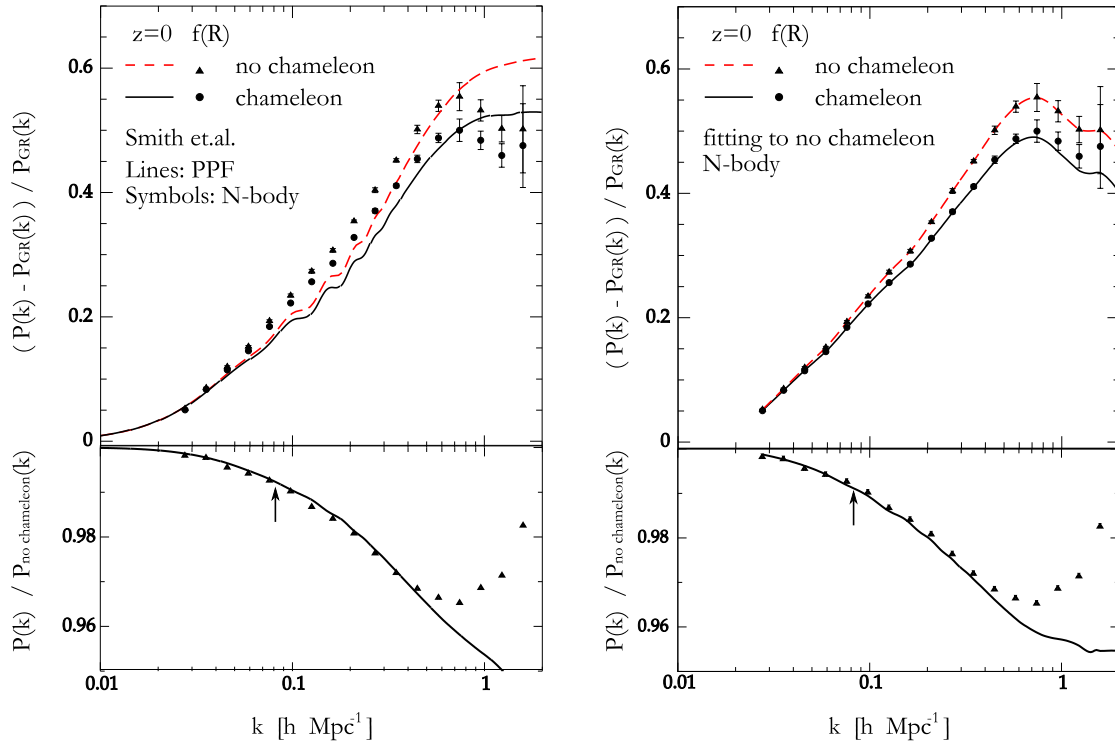 z=0 f(R)
no chameleon
chameleon
Smith et.al.
Lines: PPF
Symbols: N-body
( P(k) - PGR(k) ) / PGR(k)
0.6
0.4
0.2
0
P(k) / Pno chameleon(k)
0.98
0.96
0.01 0.1 1
k [h Mpc-1]
z=0 f(R)
no chameleon
chameleon
fitting to no chameleon
N-body
( P(k) - PGR(k) ) / PGR(k)
0.6
0.4
0.2
0
P(k) / Pno chameleon(k)
0.98
0.96
0.01 0.1 1
k [h Mpc-1]